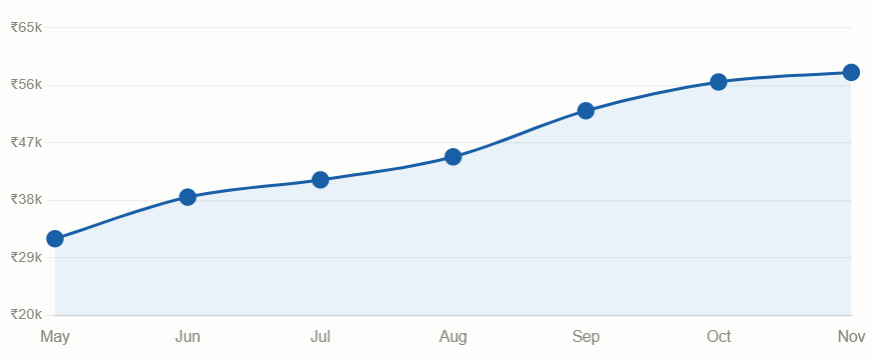 ₹65k
₹56k
₹47k
₹38k
₹29k
₹20k
May Jun Jul Aug Sep Oct Nov